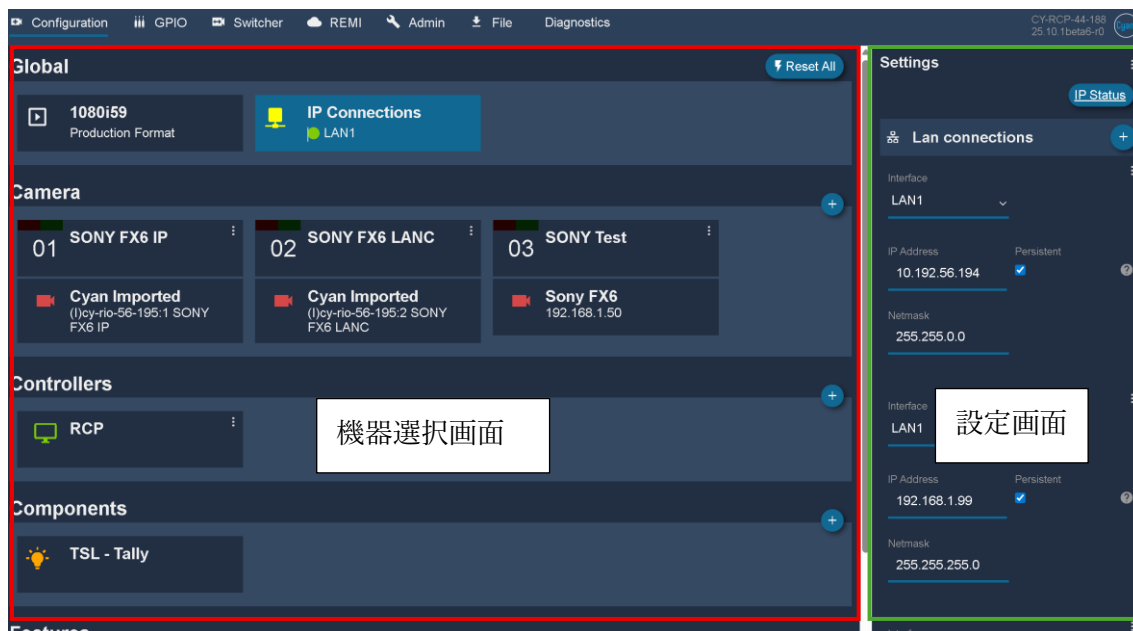 Configuration GPIO Switcher REMI Admin File Diagnostics
CY-RCP-44-188
25.10.1beta6-r0
Cyan
Global
Reset All
1080i59
Production Format
IP Connections
LAN1
Camera
01 SONY FX6 IP
02 SONY FX6 LANC
03 SONY Test
Cyan Imported
(I)cy-rio-56-195:1 SONY
FX6 IP
Cyan Imported
(I)cy-rio-56-195:2 SONY
FX6 LANC
Sony FX6
192.168.1.50
Controllers
RCP
機器選択画面
Components
TSL - Tally
Features
Settings
IP Status
Lan connections
Interface
LAN1
IP Address Persistent
10.192.56.194
Netmask
255.255.0.0
Interface
LAN1
設定画面
IP Address Persistent
192.168.1.99
Netmask
255.255.255.0